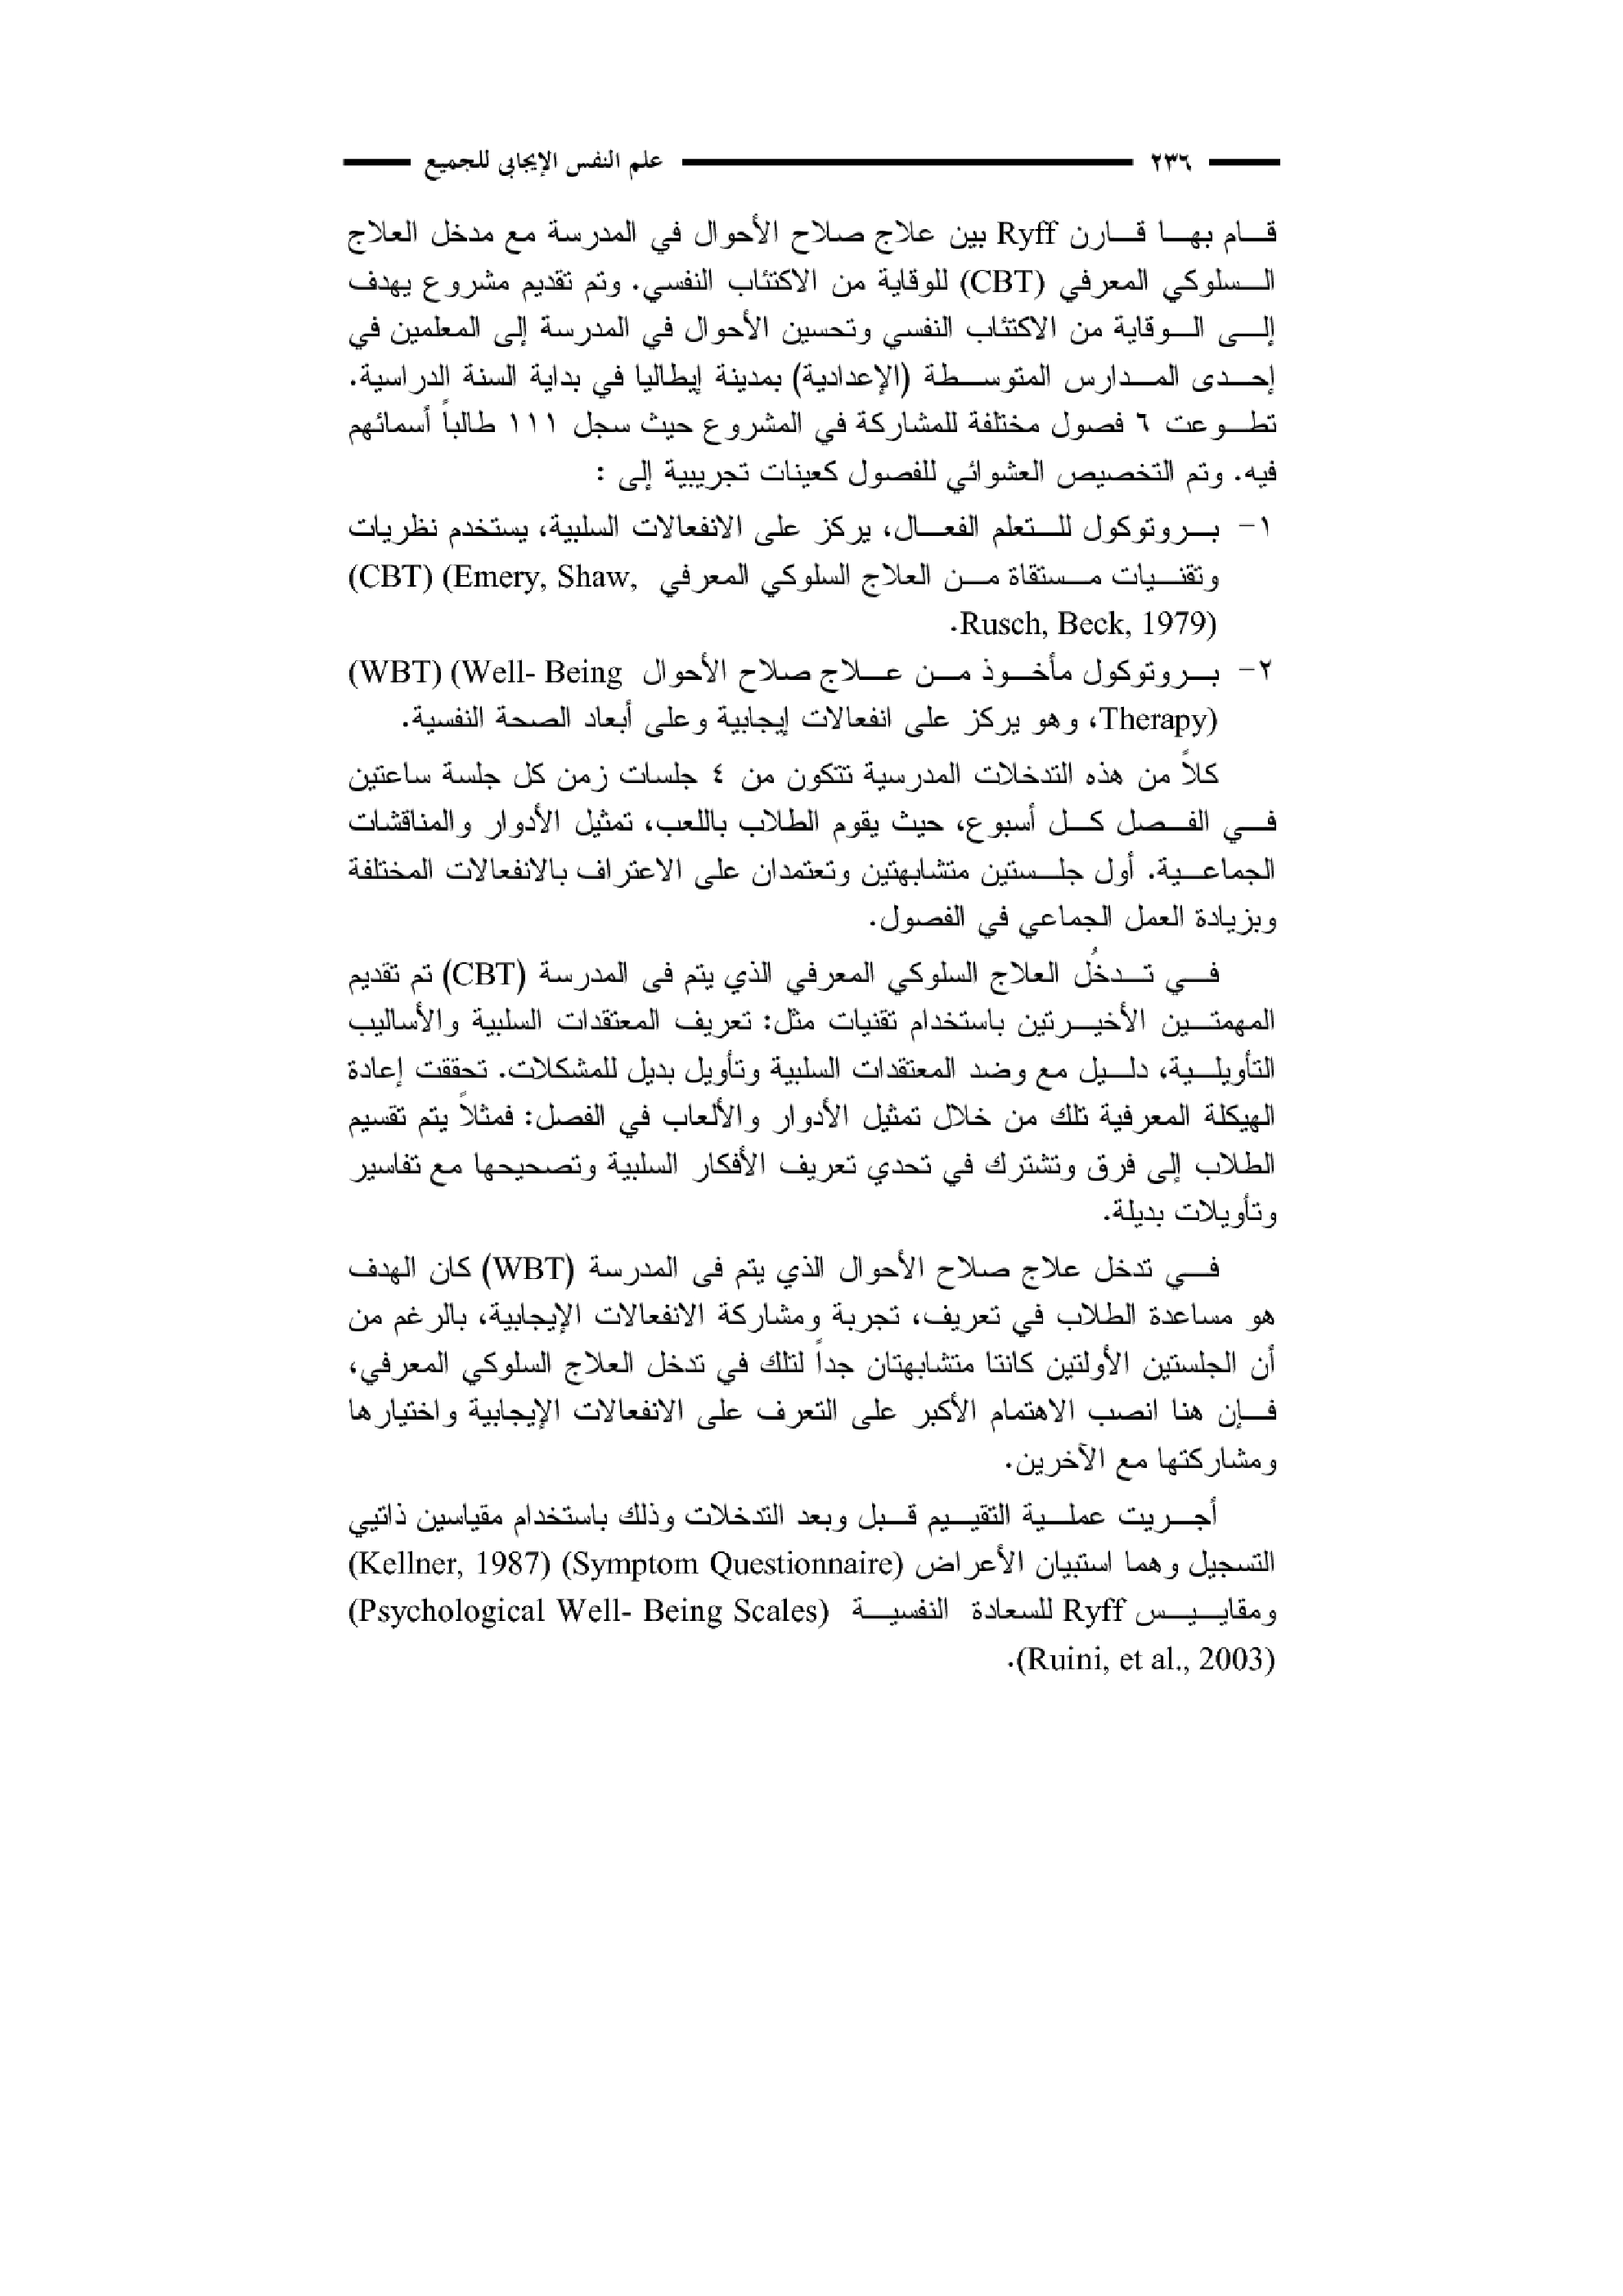 ٢٣٦ علم النفس الإيجابي للجميع
قام بها قارن Ryff بين علاج صلاح الأحوال في المدرسة مع مدخل العلاج
السلوكي المعرفي (CBT) للوقاية من الاكتئاب النفسي. وتم تقديم مشروع يهدف
إلى الوقاية من الاكتئاب النفسي وتحسين الأحوال في المدرسة إلى المعلمين في
إحدى المدارس المتوسطة (الإعدادية) بمدينة إيطاليا في بداية السنة الدراسية.
تطوعت ٦ فصول مختلفة للمشاركة في المشروع حيث سجل ١١١ طالباً أسمائهم
فيه. وتم التخصيص العشوائي للفصول كعينات تجريبية إلى :
١- بروتوكول للتعلم الفعال، يركز على الانفعالات السلبية، يستخدم نظريات
وتقنيات مستقاة من العلاج السلوكي المعرفي (CBT) (Emery, Shaw,
Rusch, Beck, 1979).
٢- بروتوكول مأخوذ من علاج صلاح الأحوال (WBT) (Well- Being
Therapy)، وهو يركز على انفعالات إيجابية وعلى أبعاد الصحة النفسية.
كلاً من هذه التدخلات المدرسية تتكون من ٤ جلسات زمن كل جلسة ساعتين
في الفصل كل أسبوع، حيث يقوم الطلاب باللعب، تمثيل الأدوار والمناقشات
الجماعية. أول جلستين متشابهتين وتعتمدان على الاعتراف بالانفعالات المختلفة
وبزيادة العمل الجماعي في الفصول.
في تدخُل العلاج السلوكي المعرفي الذي يتم فى المدرسة (CBT) تم تقديم
المهمتين الأخيرتين باستخدام تقنيات مثل: تعريف المعتقدات السلبية والأساليب
التأويلية، دليل مع وضد المعتقدات السلبية وتأويل بديل للمشكلات. تحققت إعادة
الهيكلة المعرفية تلك من خلال تمثيل الأدوار والألعاب في الفصل: فمثلاً يتم تقسيم
الطلاب إلى فرق وتشترك في تحدي تعريف الأفكار السلبية وتصحيحها مع تفاسير
وتأويلات بديلة.
في تدخل علاج صلاح الأحوال الذي يتم فى المدرسة (WBT) كان الهدف
هو مساعدة الطلاب في تعريف، تجربة ومشاركة الانفعالات الإيجابية، بالرغم من
أن الجلستين الأولتين كانتا متشابهتان جداً لتلك في تدخل العلاج السلوكي المعرفي،
فإن هنا انصب الاهتمام الأكبر على التعرف على الانفعالات الإيجابية واختيارها
ومشاركتها مع الآخرين.
أجريت عملية التقييم قبل وبعد التدخلات وذلك باستخدام مقياسين ذاتيي
التسجيل وهما استبيان الأعراض (Symptom Questionnaire) (Kellner, 1987)
ومقاييس Ryff للسعادة النفسية (Psychological Well- Being Scales)
(Ruini, et al., 2003).